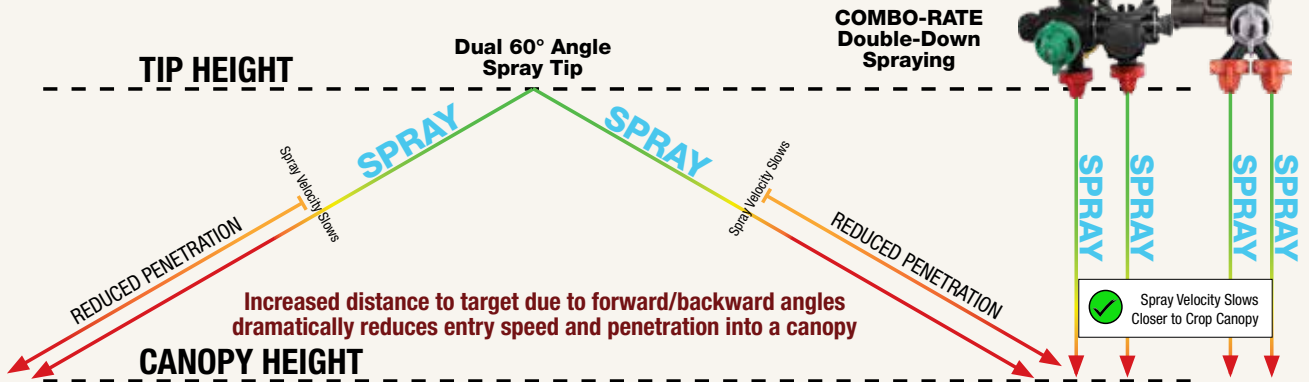 COMBO-RATE
Double-Down
Spraying
Dual 60° Angle
Spray Tip
TIP HEIGHT
SPRAY
SPRAY
SPRAY
SPRAY
SPRAY
SPRAY
Spray Velocity Slows
Spray Velocity Slows
REDUCED PENETRATION
REDUCED PENETRATION
Spray Velocity Slows
Closer to Crop Canopy
Increased distance to target due to forward/backward angles
dramatically reduces entry speed and penetration into a canopy
CANOPY HEIGHT